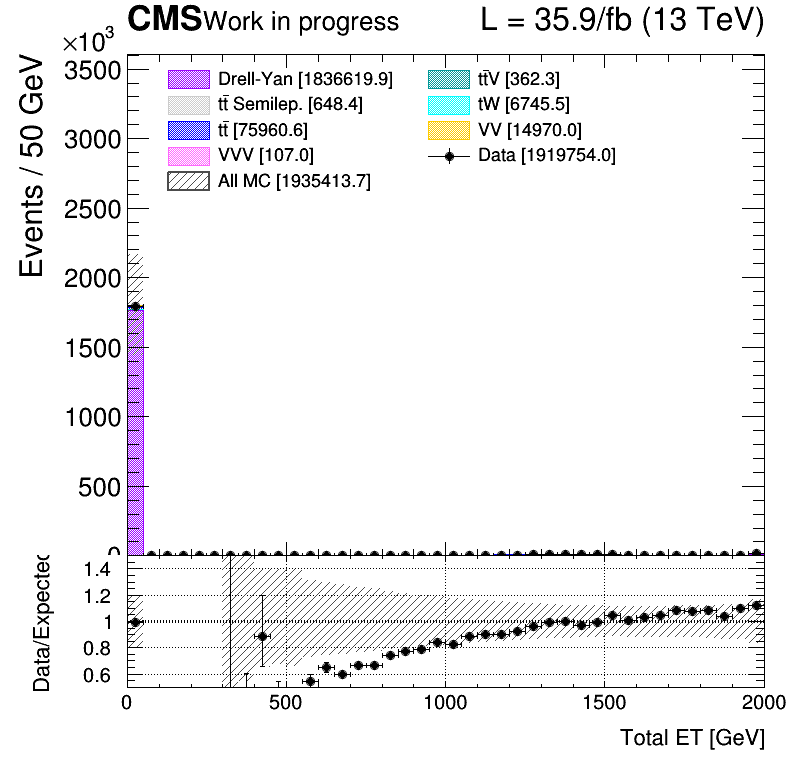 CMS Work in progress L = 35.9/fb (13 TeV)
×10³
Events / 50 GeV
3500
3000
2500
2000
1500
1000
500
0
Drell-Yan [1836619.9]
tt̄ Semilep. [648.4]
tt̄ [75960.6]
VVV [107.0]
All MC [1935413.7]
tt̄V [362.3]
tW [6745.5]
VV [14970.0]
Data [1919754.0]
Data/Expected
1.4
1.2
1
0.8
0.6
0 500 1000 1500 2000
Total ET [GeV]